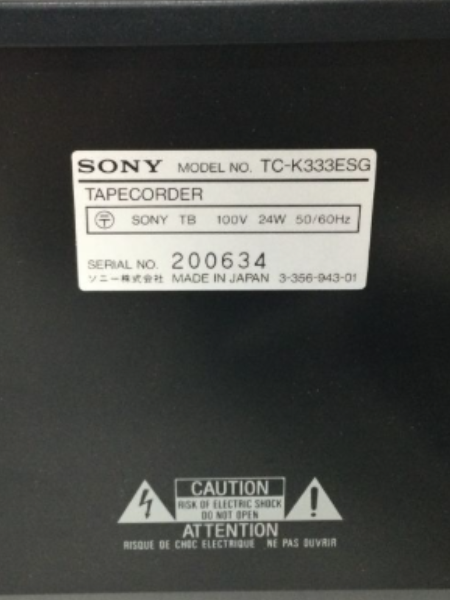 SONY MODEL NO. TC-K333ESG
TAPECORDER
〒 SONY TB 100V 24W 50/60Hz
SERIAL NO. 200634
ソニー株式会社 MADE IN JAPAN 3-356-943-01
CAUTION
RISK OF ELECTRIC SHOCK
DO NOT OPEN
ATTENTION
RISQUE DE CHOC ELECTRIQUE NE PAS OUVRIR